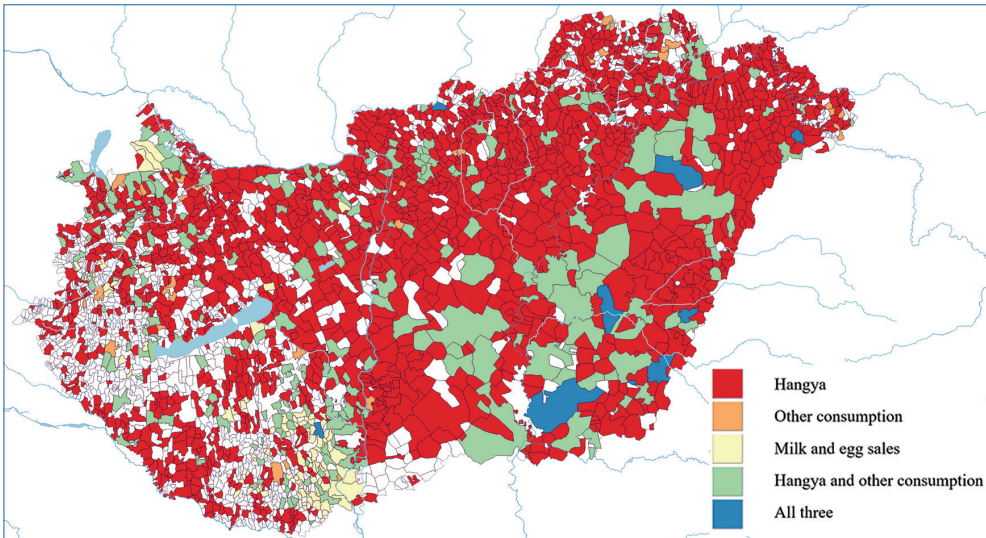 Hangya
Other consumption
Milk and egg sales
Hangya and other consumption
All three